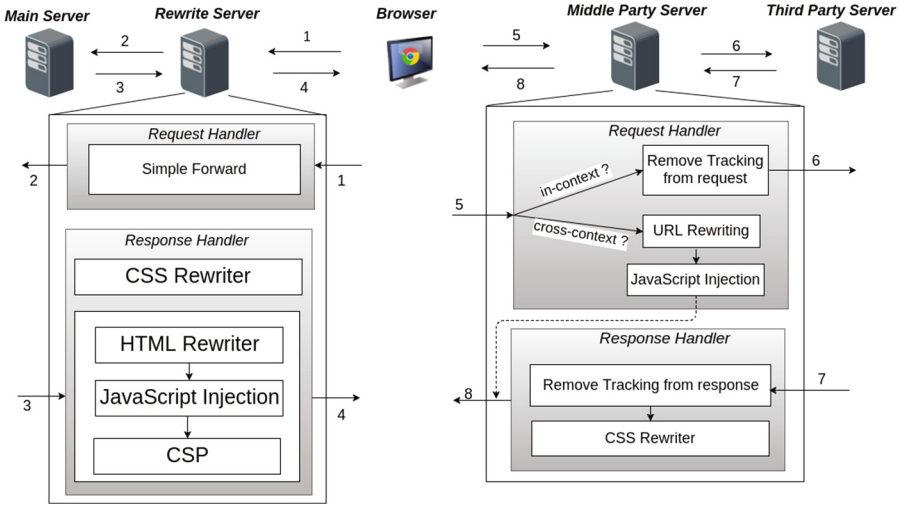 Main Server
Rewrite Server
Browser
Middle Party Server
Third Party Server
2
3
1
4
5
8
6
7
Request Handler
Simple Forward
2
1
Response Handler
CSS Rewriter
HTML Rewriter
JavaScript Injection
CSP
3
4
Request Handler
in-context ?
Remove Tracking
from request
6
5
cross-context ?
URL Rewriting
JavaScript Injection
Response Handler
Remove Tracking from response
7
8
CSS Rewriter